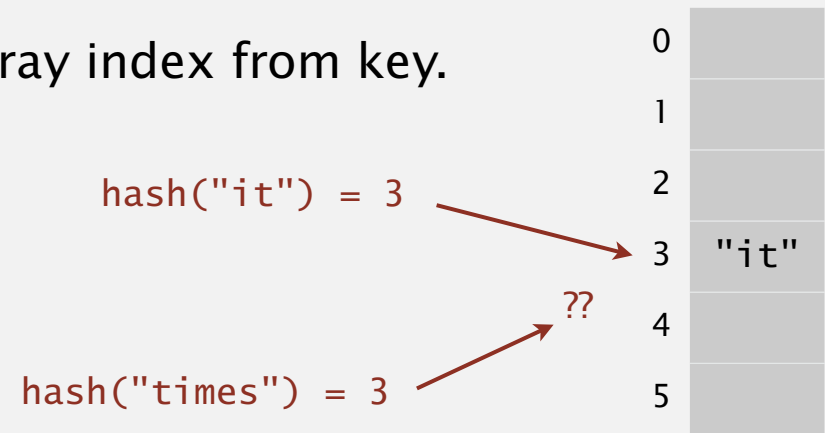 ray index from key.
0
1
hash("it") = 3
2
3 "it"
??
4
hash("times") = 3
5